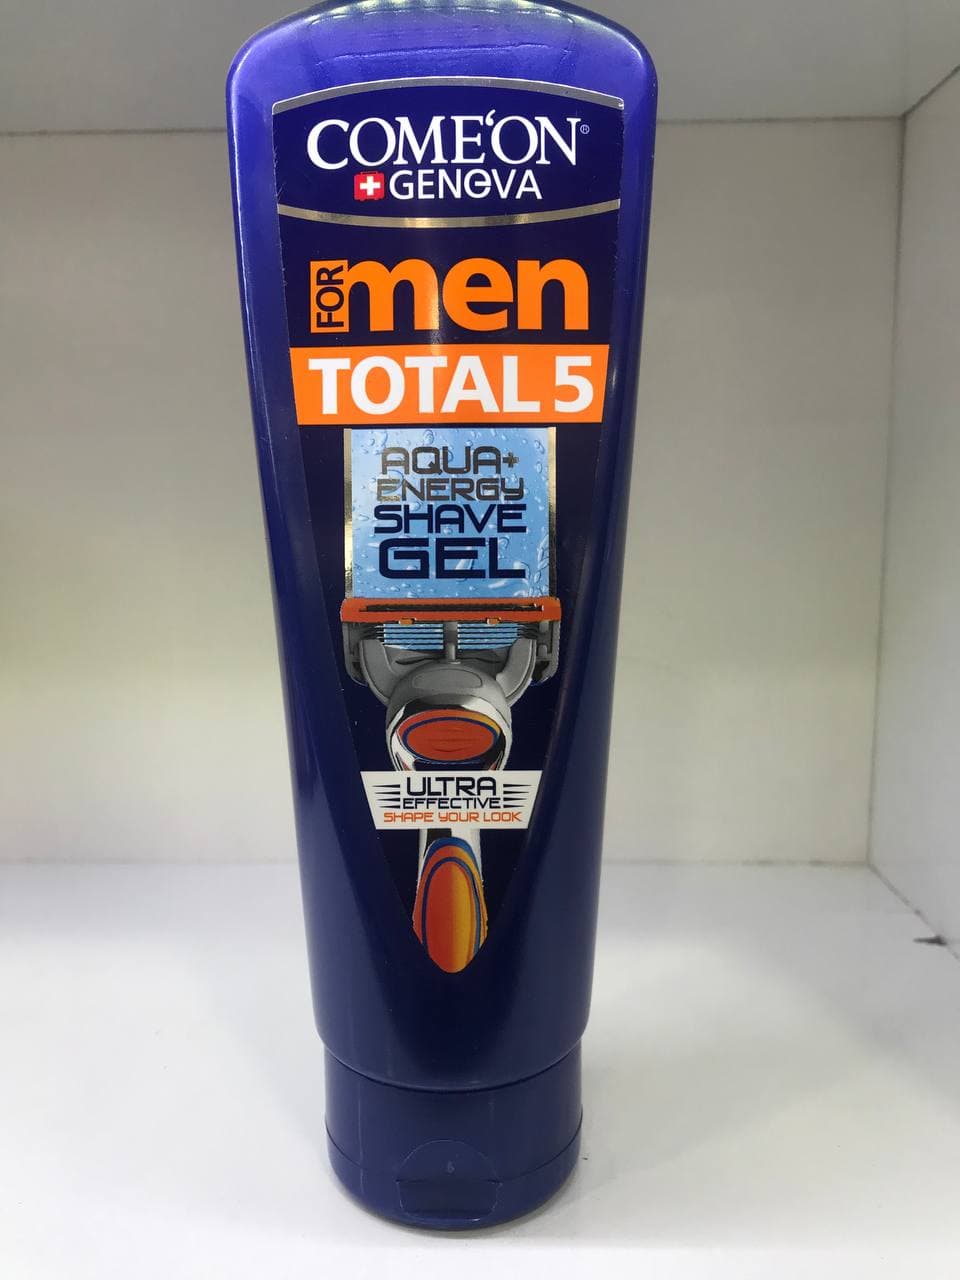 COME'ON®
GENEVA
FOR men
TOTAL 5
AQUA+
ENERGY
SHAVE
GEL
ULTRA
EFFECTIVE
SHAPE YOUR LOOK